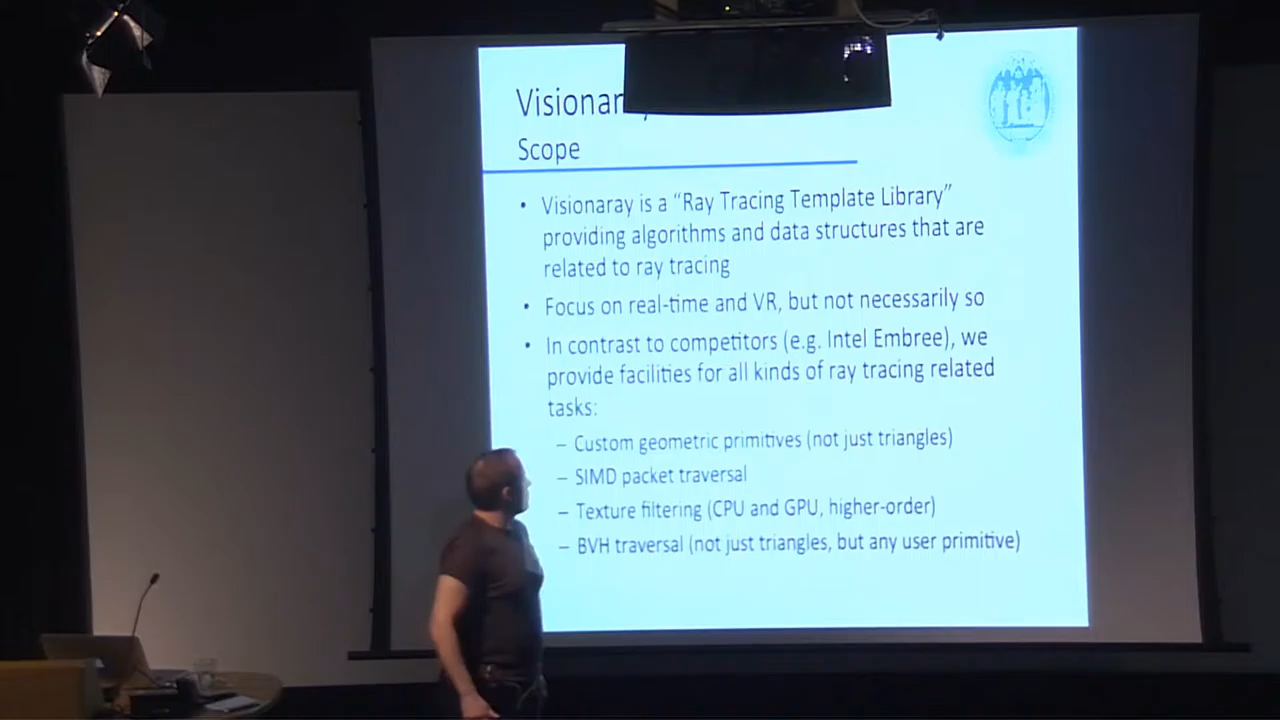 Visionar
Scope
• Visionaray is a “Ray Tracing Template Library”
providing algorithms and data structures that are
related to ray tracing
• Focus on real-time and VR, but not necessarily so
• In contrast to competitors (e.g. Intel Embree), we
provide facilities for all kinds of ray tracing related
tasks:
– Custom geometric primitives (not just triangles)
– SIMD packet traversal
– Texture filtering (CPU and GPU, higher-order)
– BVH traversal (not just triangles, but any user primitive)